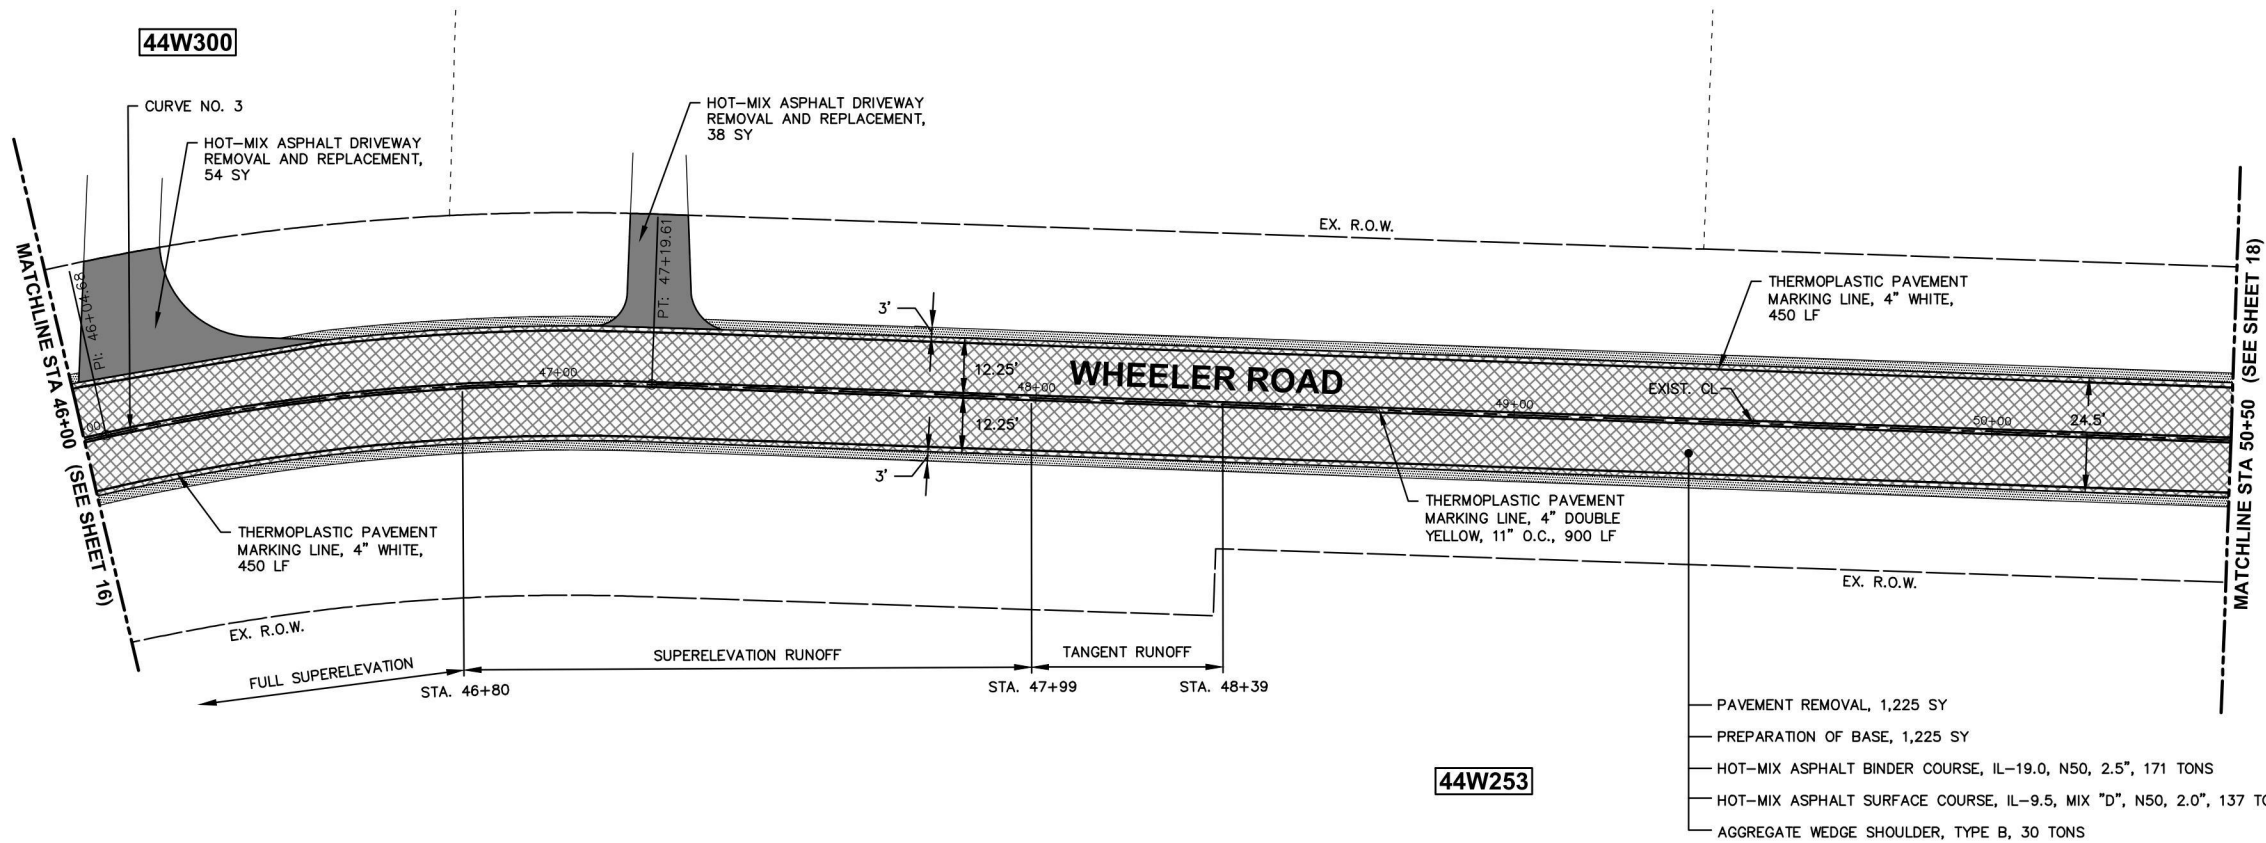 44W300
CURVE NO. 3
HOT-MIX ASPHALT DRIVEWAY
REMOVAL AND REPLACEMENT,
54 SY
HOT-MIX ASPHALT DRIVEWAY
REMOVAL AND REPLACEMENT,
38 SY
EX. R.O.W.
MATCHLINE STA 46+00 (SEE SHEET 16)
PI: 46+04.68
PT: 47+19.61
THERMOPLASTIC PAVEMENT
MARKING LINE, 4" WHITE,
450 LF
MATCHLINE STA 50+50 (SEE SHEET 18)
3'
12.25'
WHEELER ROAD
47+00
48+00
49+00
50+00
00
EXIST. CL
24.5'
12.25'
3'
THERMOPLASTIC PAVEMENT
MARKING LINE, 4" WHITE,
450 LF
THERMOPLASTIC PAVEMENT
MARKING LINE, 4" DOUBLE
YELLOW, 11" O.C., 900 LF
EX. R.O.W.
EX. R.O.W.
FULL SUPERELEVATION
SUPERELEVATION RUNOFF
TANGENT RUNOFF
STA. 46+80
STA. 47+99
STA. 48+39
PAVEMENT REMOVAL, 1,225 SY
PREPARATION OF BASE, 1,225 SY
HOT-MIX ASPHALT BINDER COURSE, IL-19.0, N50, 2.5", 171 TONS
HOT-MIX ASPHALT SURFACE COURSE, IL-9.5, MIX "D", N50, 2.0", 137
AGGREGATE WEDGE SHOULDER, TYPE B, 30 TONS
44W253